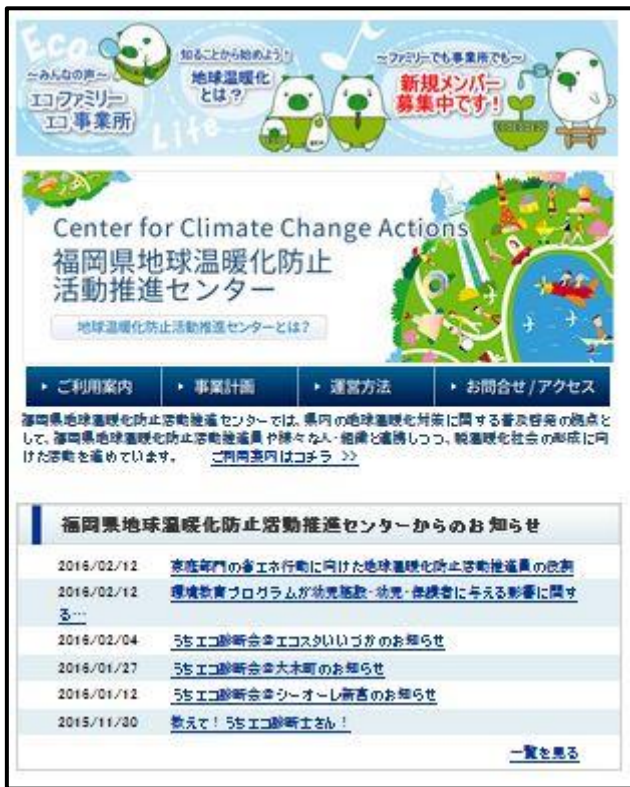 Eco
Life
～みんなの声～
エコファミリー
エコ事業所
知ることから始めよう！
地球温暖化
とは？
～ファミリーでも事業所でも～
新規メンバー
募集中です！
Center for Climate Change Actions
福岡県地球温暖化防止
活動推進センター
地球温暖化防止活動推進センターとは？
ご利用案内
事業計画
運営方法
お問合せ/アクセス
福岡県地球温暖化防止活動推進センターでは、県内の地球温暖化対策に関する普及啓発の拠点と
して、福岡県地球温暖化防止活動推進員や様々な人・組織と連携しつつ、脱温暖化社会の形成に向
けた活動を進めています。 ご利用案内はコチラ >>
福岡県地球温暖化防止活動推進センターからのお知らせ
2016/02/12 家庭部門の省エネ行動に向けた地球温暖化防止活動推進員の役割
2016/02/12 環境教育プログラムが幼児施設・幼児・保護者に与える影響に関す
る…
2016/02/04 うちエコ診断会＠エコスタいいづかのお知らせ
2016/01/27 うちエコ診断会＠大木町のお知らせ
2016/01/12 うちエコ診断会＠シーオーレ新宮のお知らせ
2015/11/30 教えて！うちエコ診断士さん！
一覧を見る